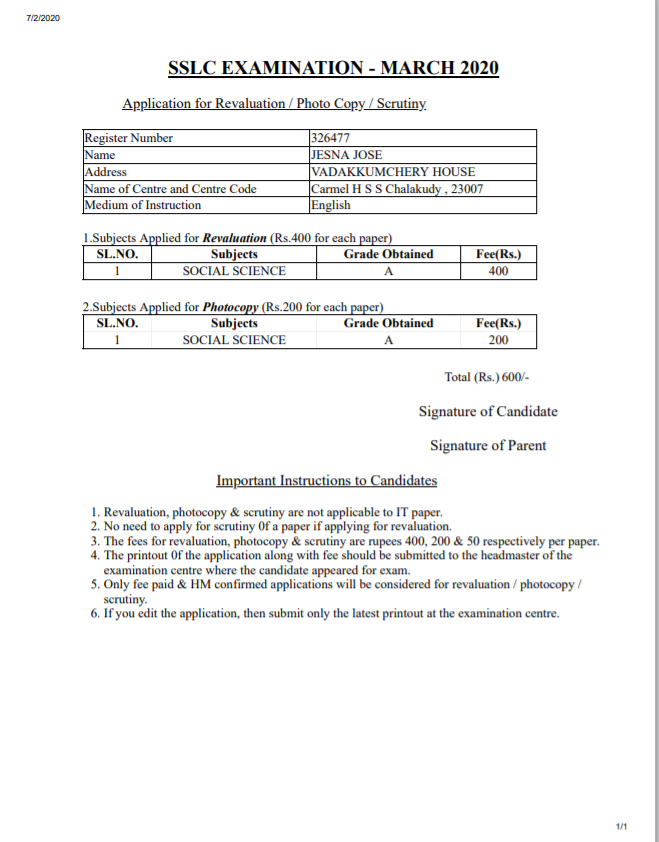 7/2/2020
SSLC EXAMINATION - MARCH 2020
Application for Revaluation / Photo Copy / Scrutiny
Register Number 326477
Name JESNA JOSE
Address VADAKKUMCHERY HOUSE
Name of Centre and Centre Code Carmel H S S Chalakudy , 23007
Medium of Instruction English
1.Subjects Applied for Revaluation (Rs.400 for each paper)
SL.NO. Subjects Grade Obtained Fee(Rs.)
1 SOCIAL SCIENCE A 400
2.Subjects Applied for Photocopy (Rs.200 for each paper)
SL.NO. Subjects Grade Obtained Fee(Rs.)
1 SOCIAL SCIENCE A 200
Total (Rs.) 600/-
Signature of Candidate
Signature of Parent
Important Instructions to Candidates
1. Revaluation, photocopy & scrutiny are not applicable to IT paper.
2. No need to apply for scrutiny 0f a paper if applying for revaluation.
3. The fees for revaluation, photocopy & scrutiny are rupees 400, 200 & 50 respectively per paper.
4. The printout 0f the application along with fee should be submitted to the headmaster of the
examination centre where the candidate appeared for exam.
5. Only fee paid & HM confirmed applications will be considered for revaluation / photocopy /
scrutiny.
6. If you edit the application, then submit only the latest printout at the examination centre.
1/1